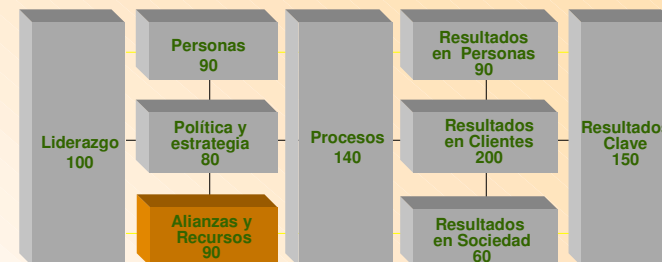 Liderazgo
100
Personas
90
Política y
estrategia
80
Alianzas y
Recursos
90
Procesos
140
Resultados
en Personas
90
Resultados
en Clientes
200
Resultados
en Sociedad
60
Resultados
Clave
150